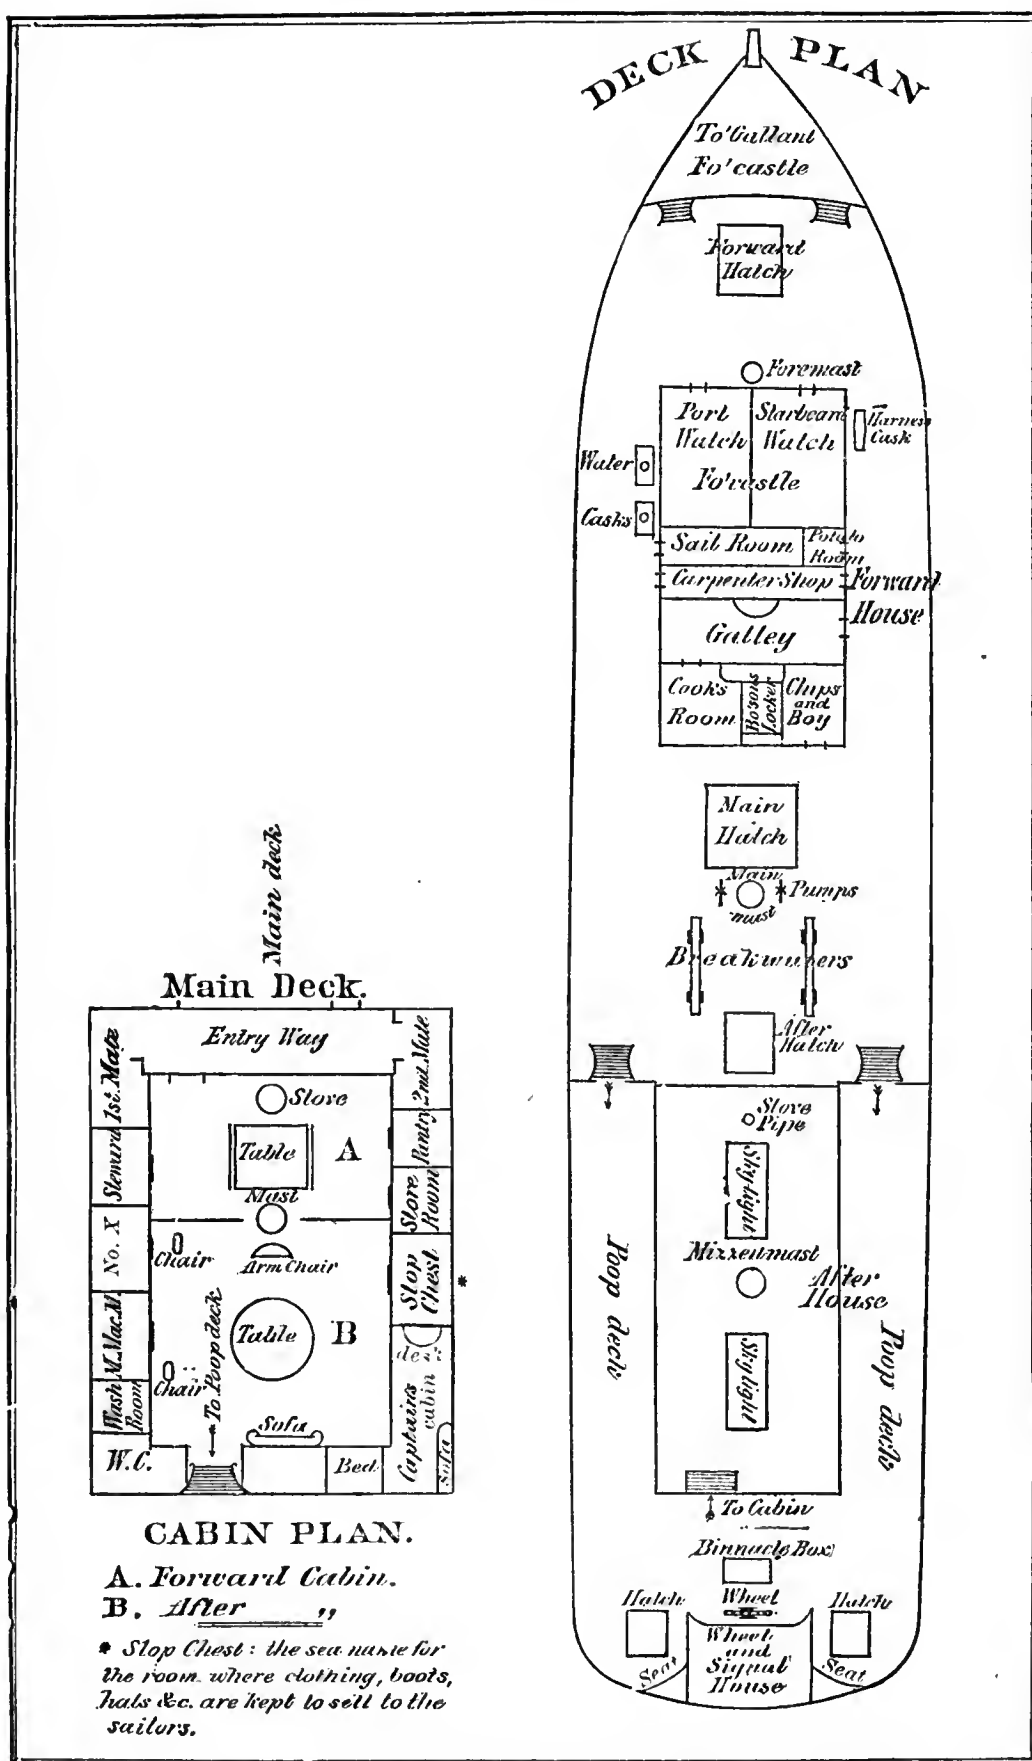 DECK PLAN
To'Gallant
Fo'castle
Forward
Hatch
Foremast
Port
Watch
Starboard
Watch
Fo'castle
Harness
Cask
Water
Casks
Sail Room
Potato
Room
Carpenter Shop
Forward
House
Galley
Cooks
Room
Bo'sons
Locker
Chips
and
Boy
Main
Hatch
Main
mast
Pumps
Breakwaters
After
Hatch
Stove
Pipe
Skylight
Mizzenmast
After
House
Poop deck
Poop deck
Skylight
To Cabin
Binnacle Box
Hatch
Wheel
Hatch
Wheel
and
Signal
House
Seat
Seat
Main deck
Main Deck.
Entry Way
1st. Mate
2nd. Mate
Stove
Steward
Table
A
Pantry
Mast
Store
Room
No. X
Chair
Arm Chair
Stop
Chest
*
M. Mac. M.
Table
B
desk
Chair
To Poop deck
Wash
Room
Captains
cabin
Sofa
Sofa
W.C.
Bed
CABIN PLAN.
A. Forward Cabin.
B. After „
* Slop Chest: the sea name for
the room where clothing, boots,
hats &c. are kept to sell to the
sailors.